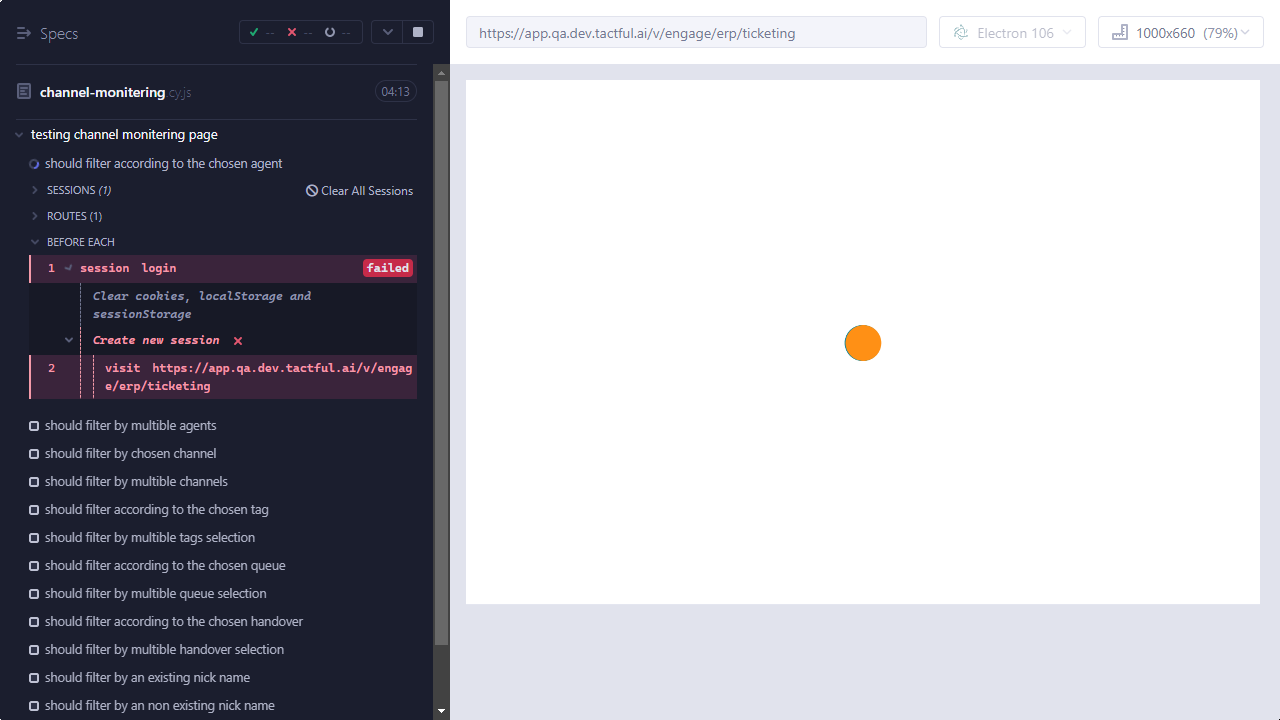 Specs
-- -- --
https://app.qa.dev.tactful.ai/v/engage/erp/ticketing
Electron 106
1000x660 (79%)
channel-monitering.cy.js
04:13
testing channel monitering page
should filter according to the chosen agent
SESSIONS (1)
Clear All Sessions
ROUTES (1)
BEFORE EACH
1 session login failed
Clear cookies, localStorage and
sessionStorage
Create new session
2 visit https://app.qa.dev.tactful.ai/v/engag
e/erp/ticketing
should filter by multible agents
should filter by chosen channel
should filter by multible channels
should filter according to the chosen tag
should filter by multible tags selection
should filter according to the chosen queue
should filter by multible queue selection
should filter according to the chosen handover
should filter by multible handover selection
should filter by an existing nick name
should filter by an non existing nick name